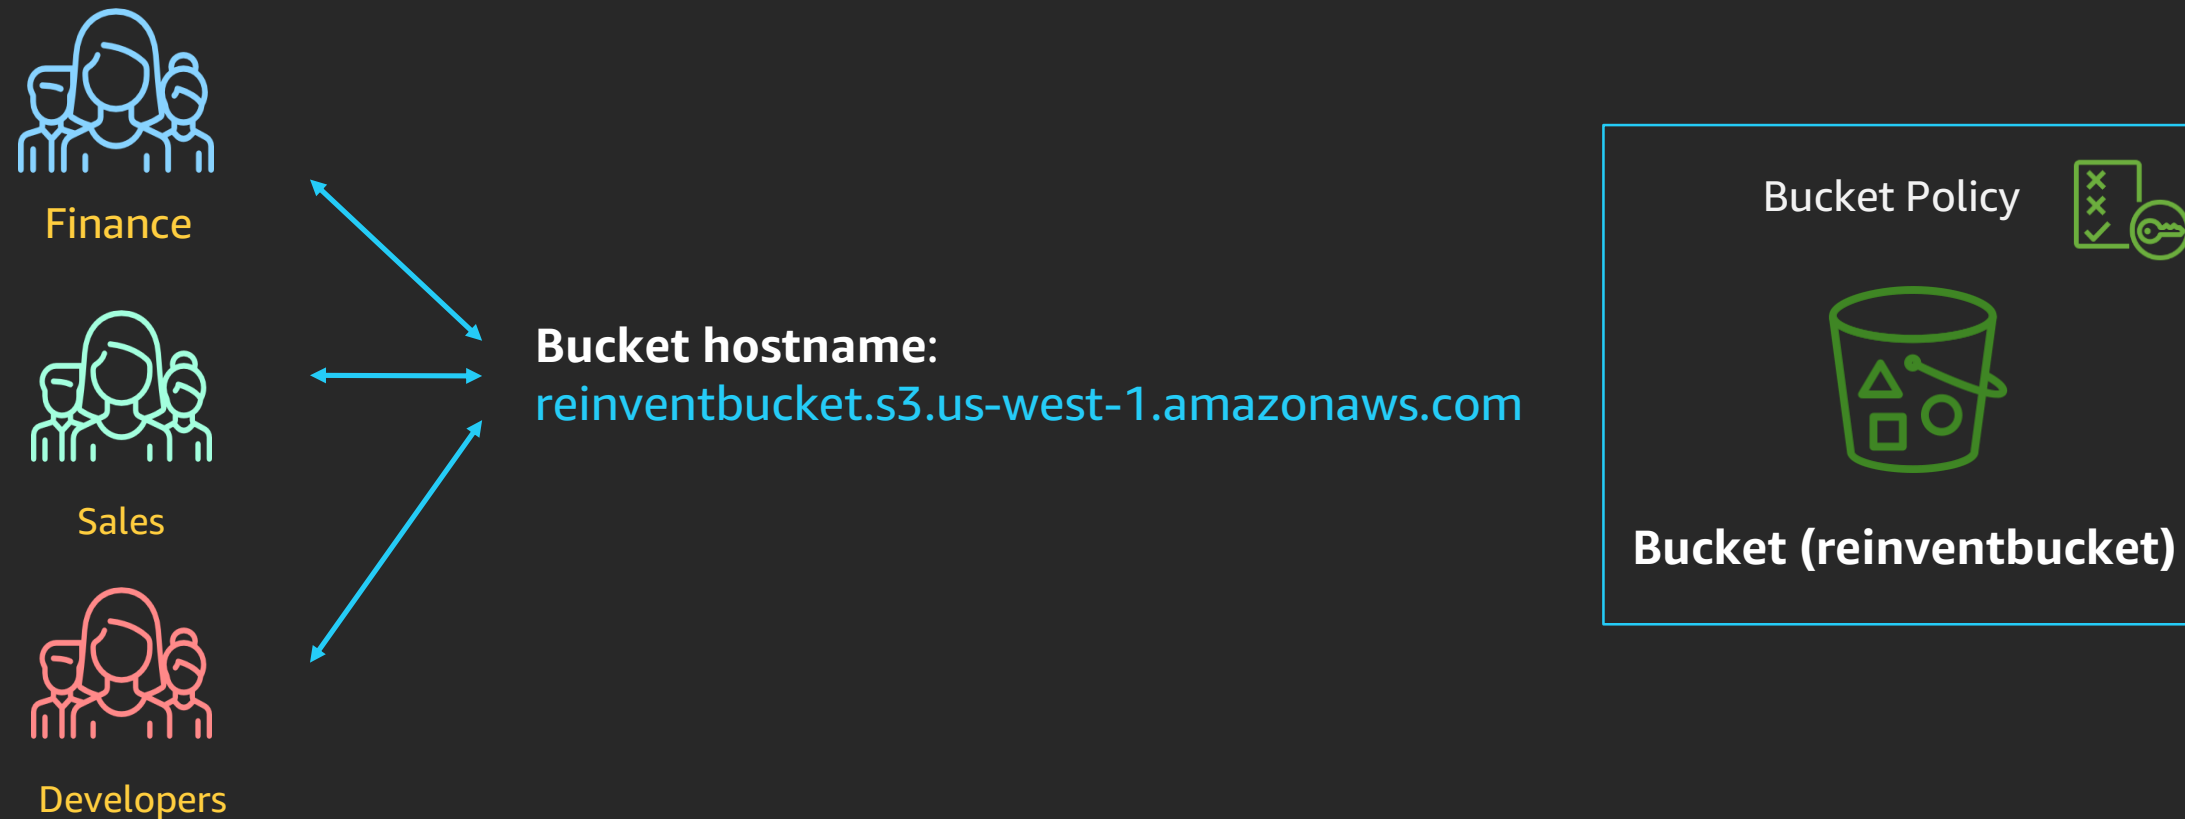 Finance
Sales
Developers
Bucket hostname:
reinventbucket.s3.us-west-1.amazonaws.com
Bucket Policy
Bucket (reinventbucket)